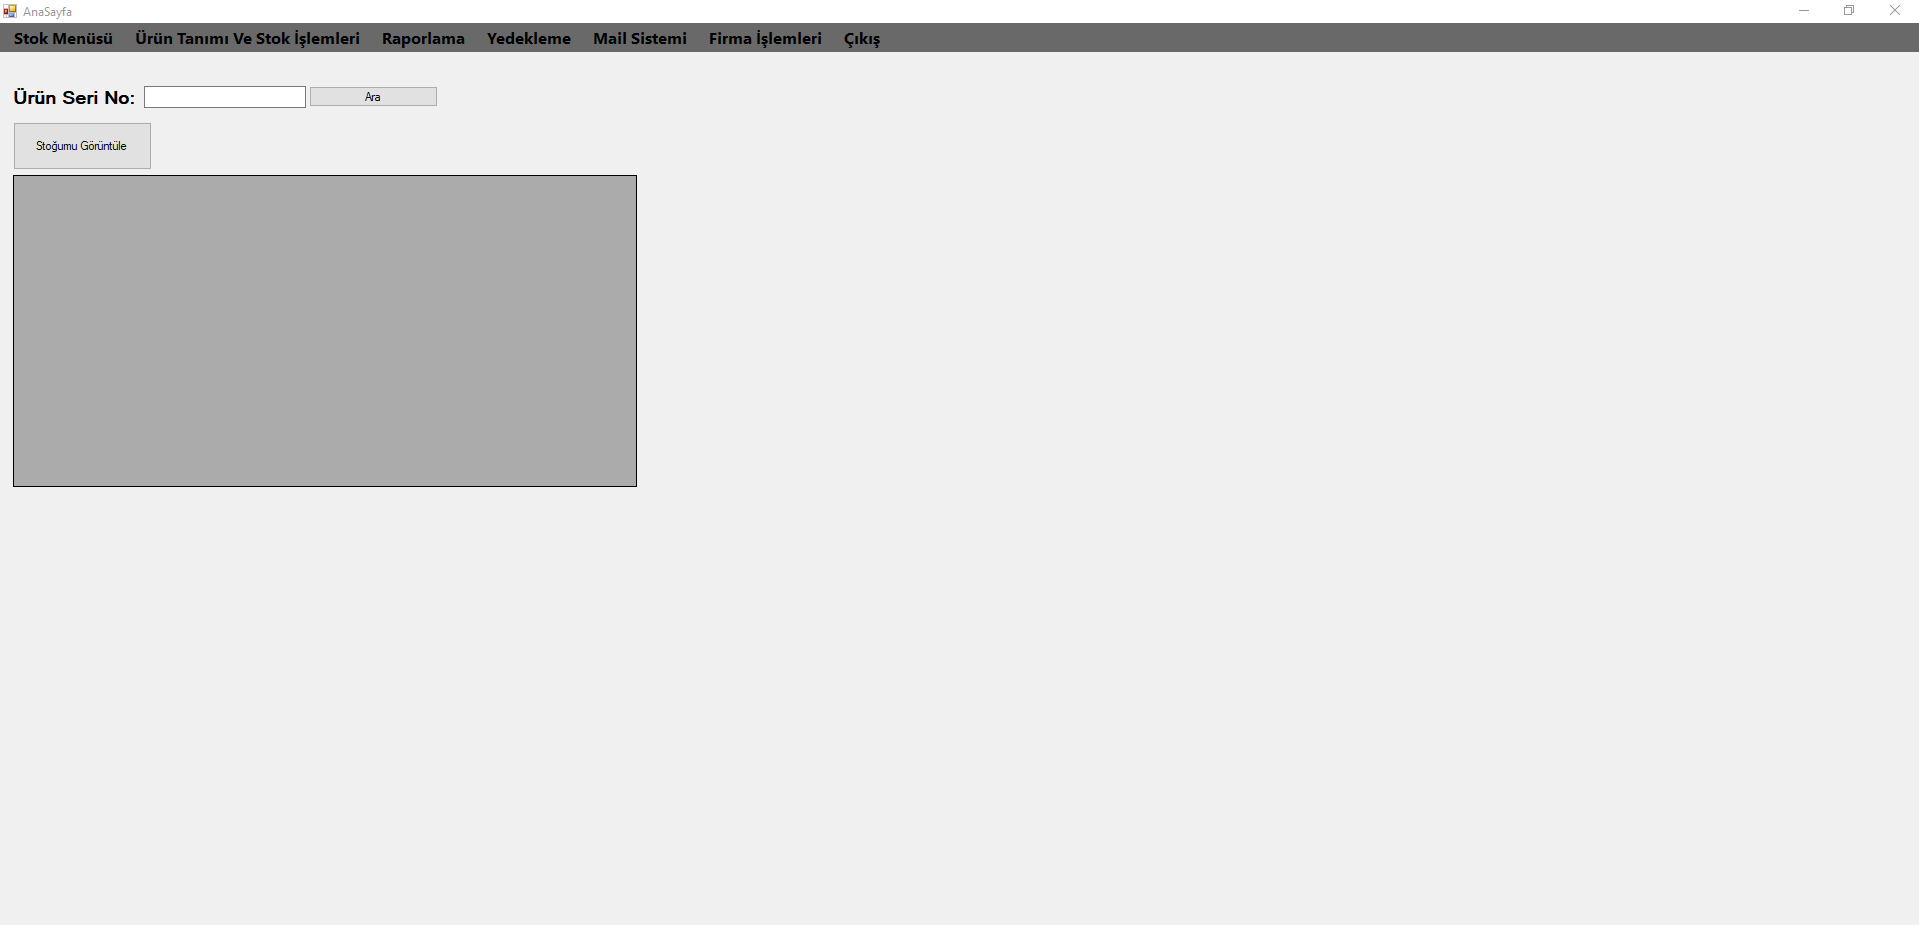 AnaSayfa
Stok Menüsü Ürün Tanımı Ve Stok İşlemleri Raporlama Yedekleme Mail Sistemi Firma İşlemleri Çıkış
Ürün Seri No: Ara
Stoğumu Görüntüle